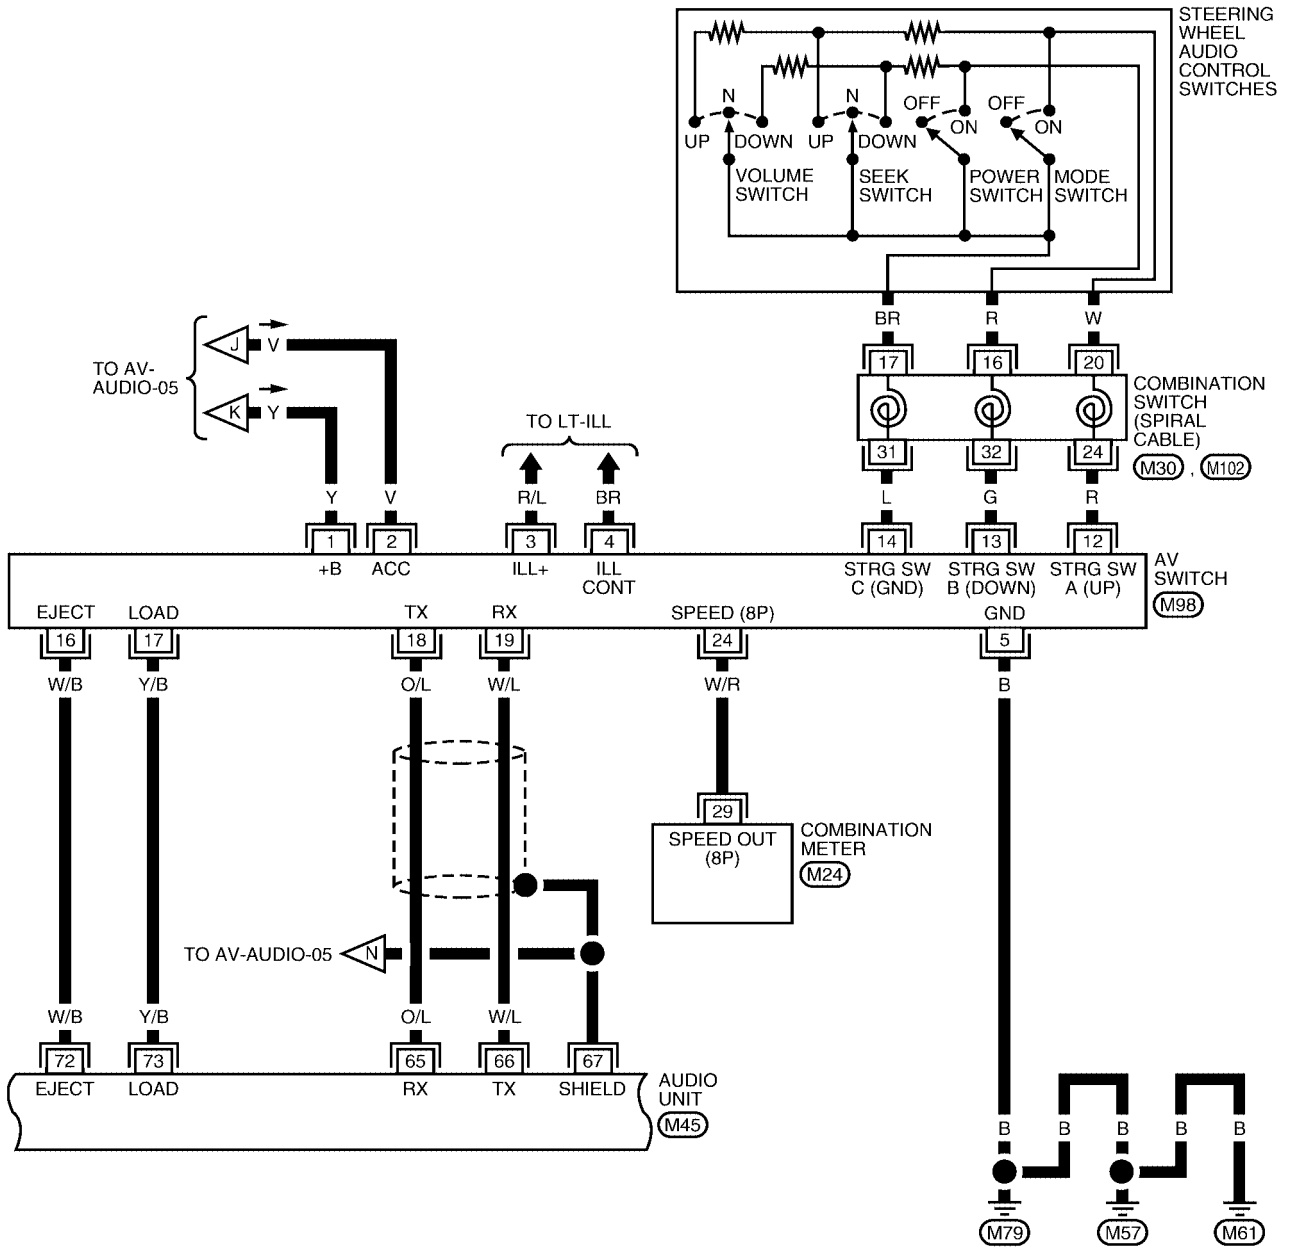 STEERING
WHEEL
AUDIO
CONTROL
SWITCHES
N N OFF OFF
UP DOWN UP DOWN ON ON
VOLUME SWITCH
SEEK SWITCH
POWER SWITCH
MODE SWITCH
BR R W
17 16 20
COMBINATION
SWITCH
(SPIRAL
CABLE)
M30 , M102
31 32 24
L G R
14 13 12
TO AV-
AUDIO-05
J V
K Y
TO LT-ILL
Y V R/L BR
1 2 3 4
+B ACC ILL+ ILL CONT
STRG SW C (GND)
STRG SW B (DOWN)
STRG SW A (UP)
AV
SWITCH
M98
EJECT LOAD TX RX SPEED (8P) GND
16 17 18 19 24 5
W/B Y/B O/L W/L W/R B
29
SPEED OUT
(8P)
COMBINATION
METER
M24
TO AV-AUDIO-05 N
W/B Y/B O/L W/L
72 73 65 66 67
EJECT LOAD RX TX SHIELD
AUDIO
UNIT
M45
B B B B B
M79 M57 M61